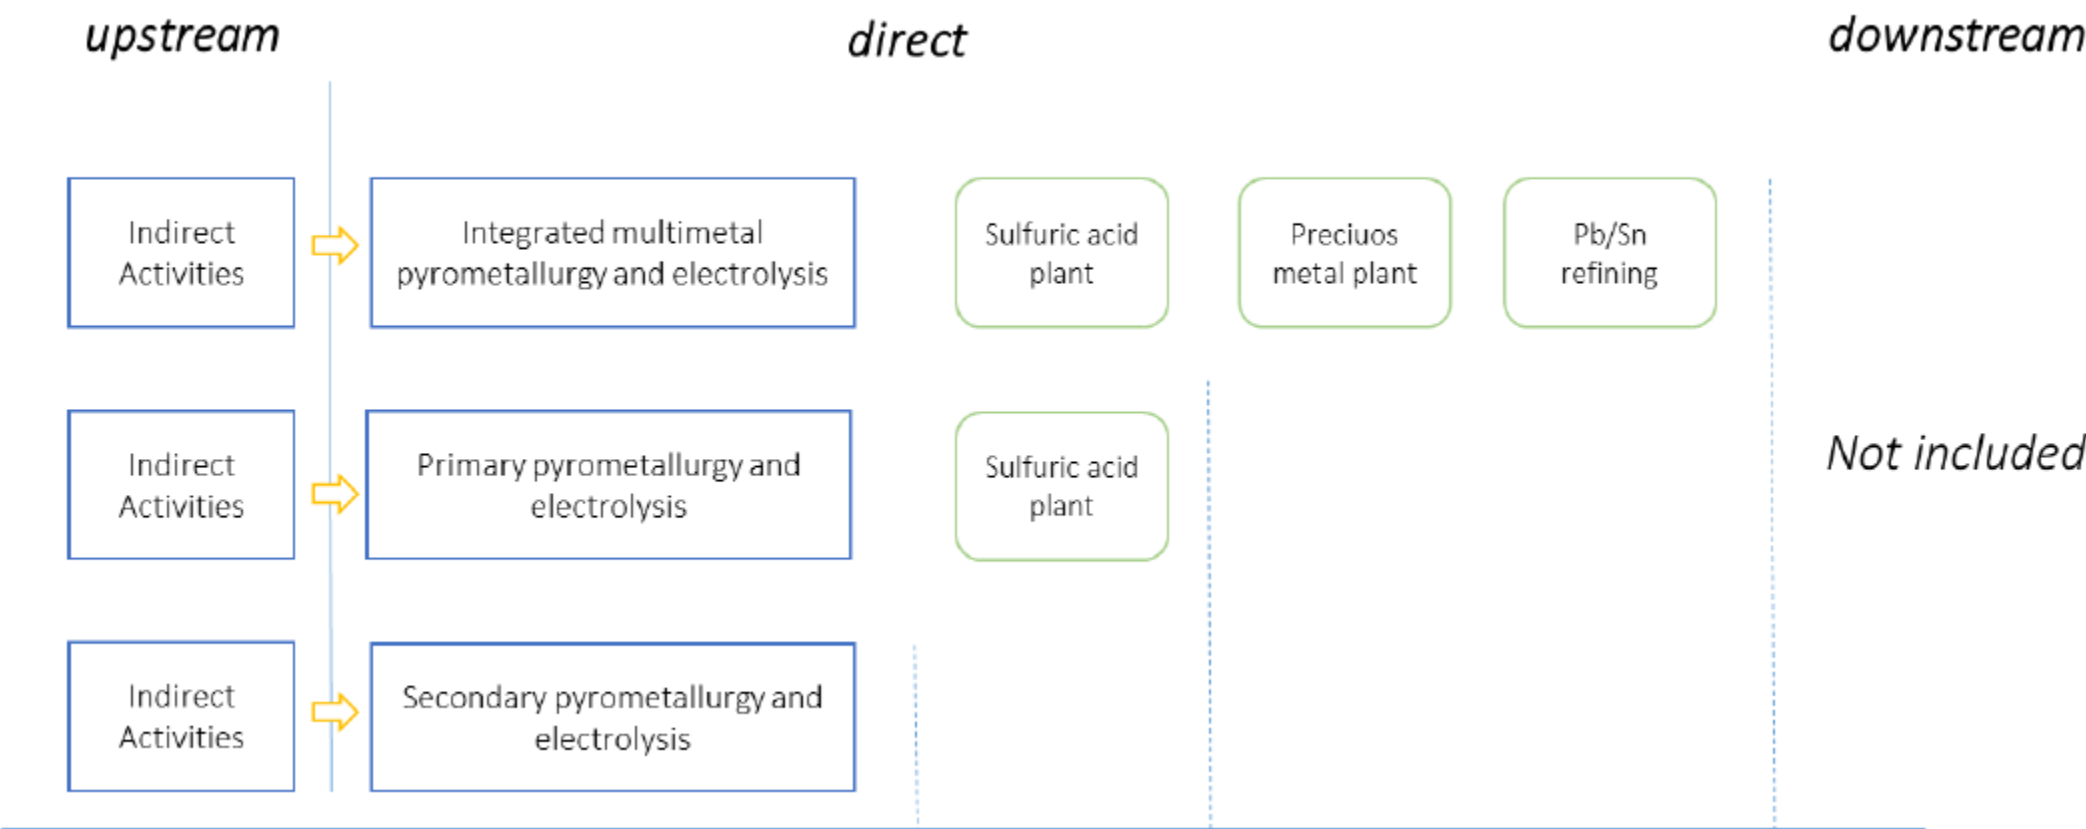 upstream
direct
downstream
Indirect
Activities
Integrated multimetal
pyrometallurgy and electrolysis
Sulfuric acid
plant
Preciuos
metal plant
Pb/Sn
refining
Indirect
Activities
Primary pyrometallurgy and
electrolysis
Sulfuric acid
plant
Not included
Indirect
Activities
Secondary pyrometallurgy and
electrolysis